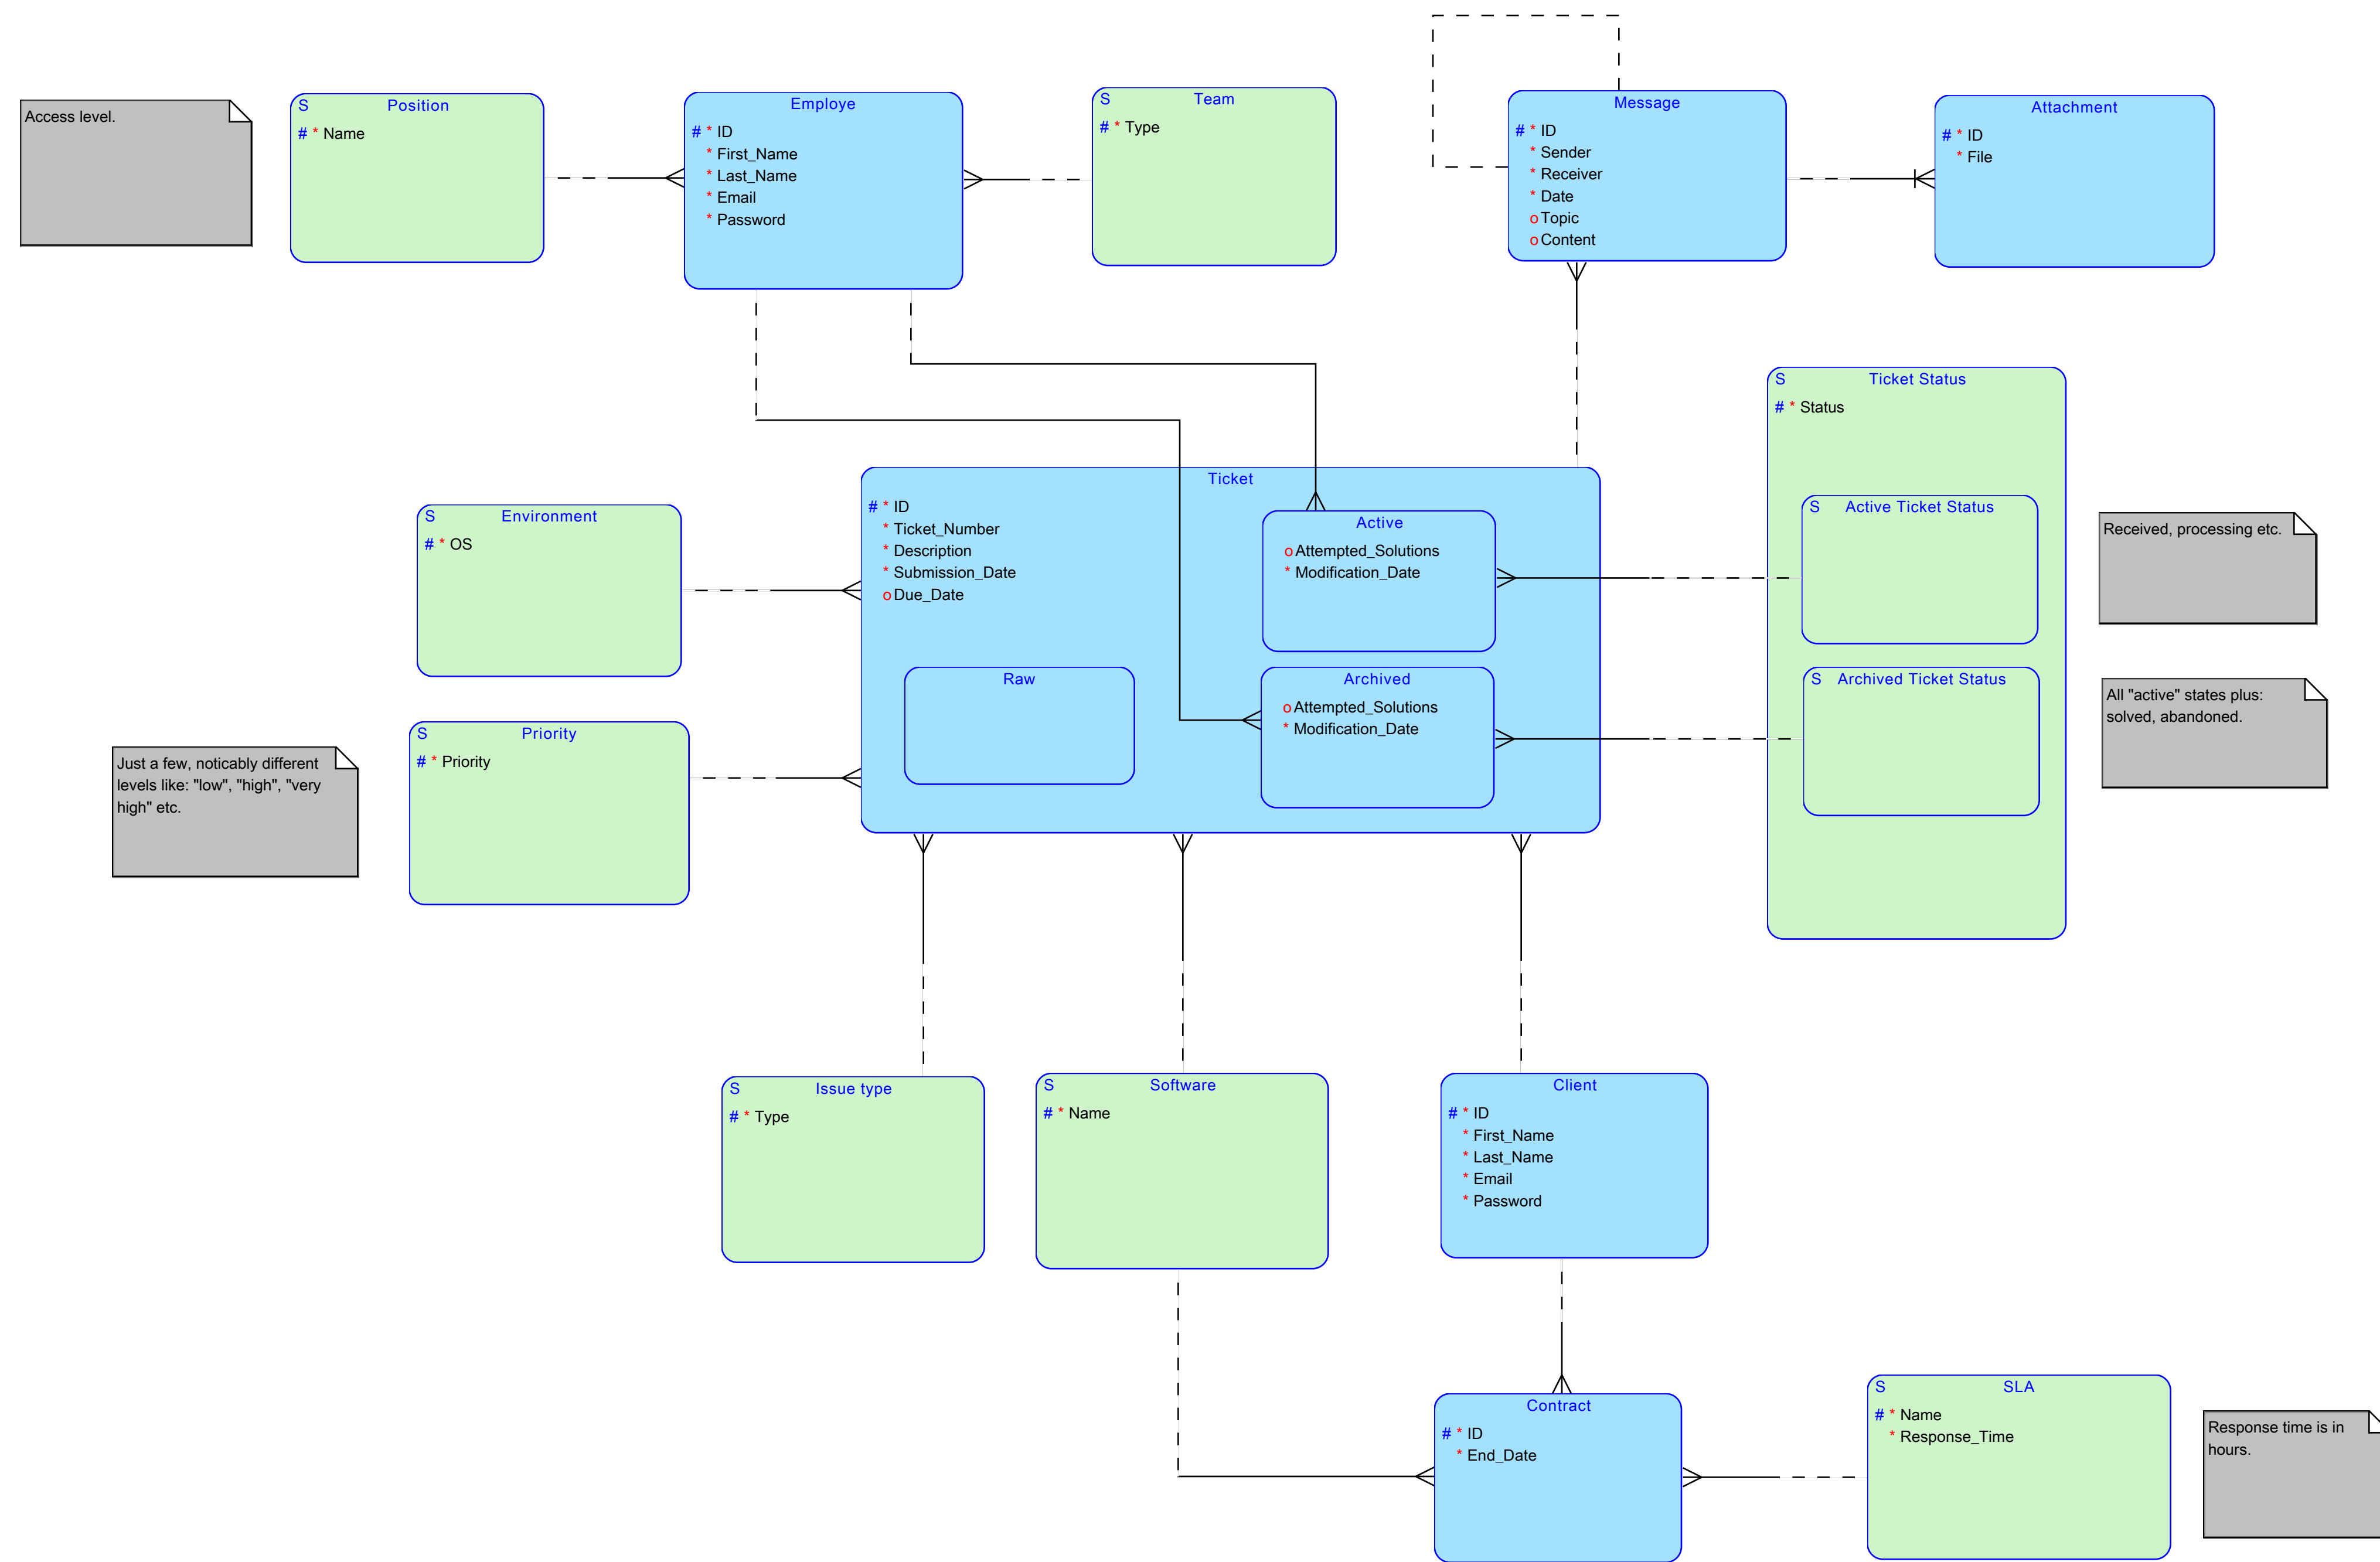 Access level.
S Position
# * Name
Employe
# * ID
* First_Name
* Last_Name
* Email
* Password
S Team
# * Type
Message
# * ID
* Sender
* Receiver
* Date
o Topic
o Content
Attachment
# * ID
* File
S Ticket Status
# * Status
S Active Ticket Status
S Archived Ticket Status
Received, processing etc.
All "active" states plus:
solved, abandoned.
S Environment
# * OS
Ticket
# * ID
* Ticket_Number
* Description
* Submission_Date
o Due_Date
Active
o Attempted_Solutions
* Modification_Date
Raw
Archived
o Attempted_Solutions
* Modification_Date
S Priority
# * Priority
Just a few, noticably different
levels like: "low", "high", "very
high" etc.
S Issue type
# * Type
S Software
# * Name
Client
# * ID
* First_Name
* Last_Name
* Email
* Password
Contract
# * ID
* End_Date
S SLA
# * Name
* Response_Time
Response time is in
hours.